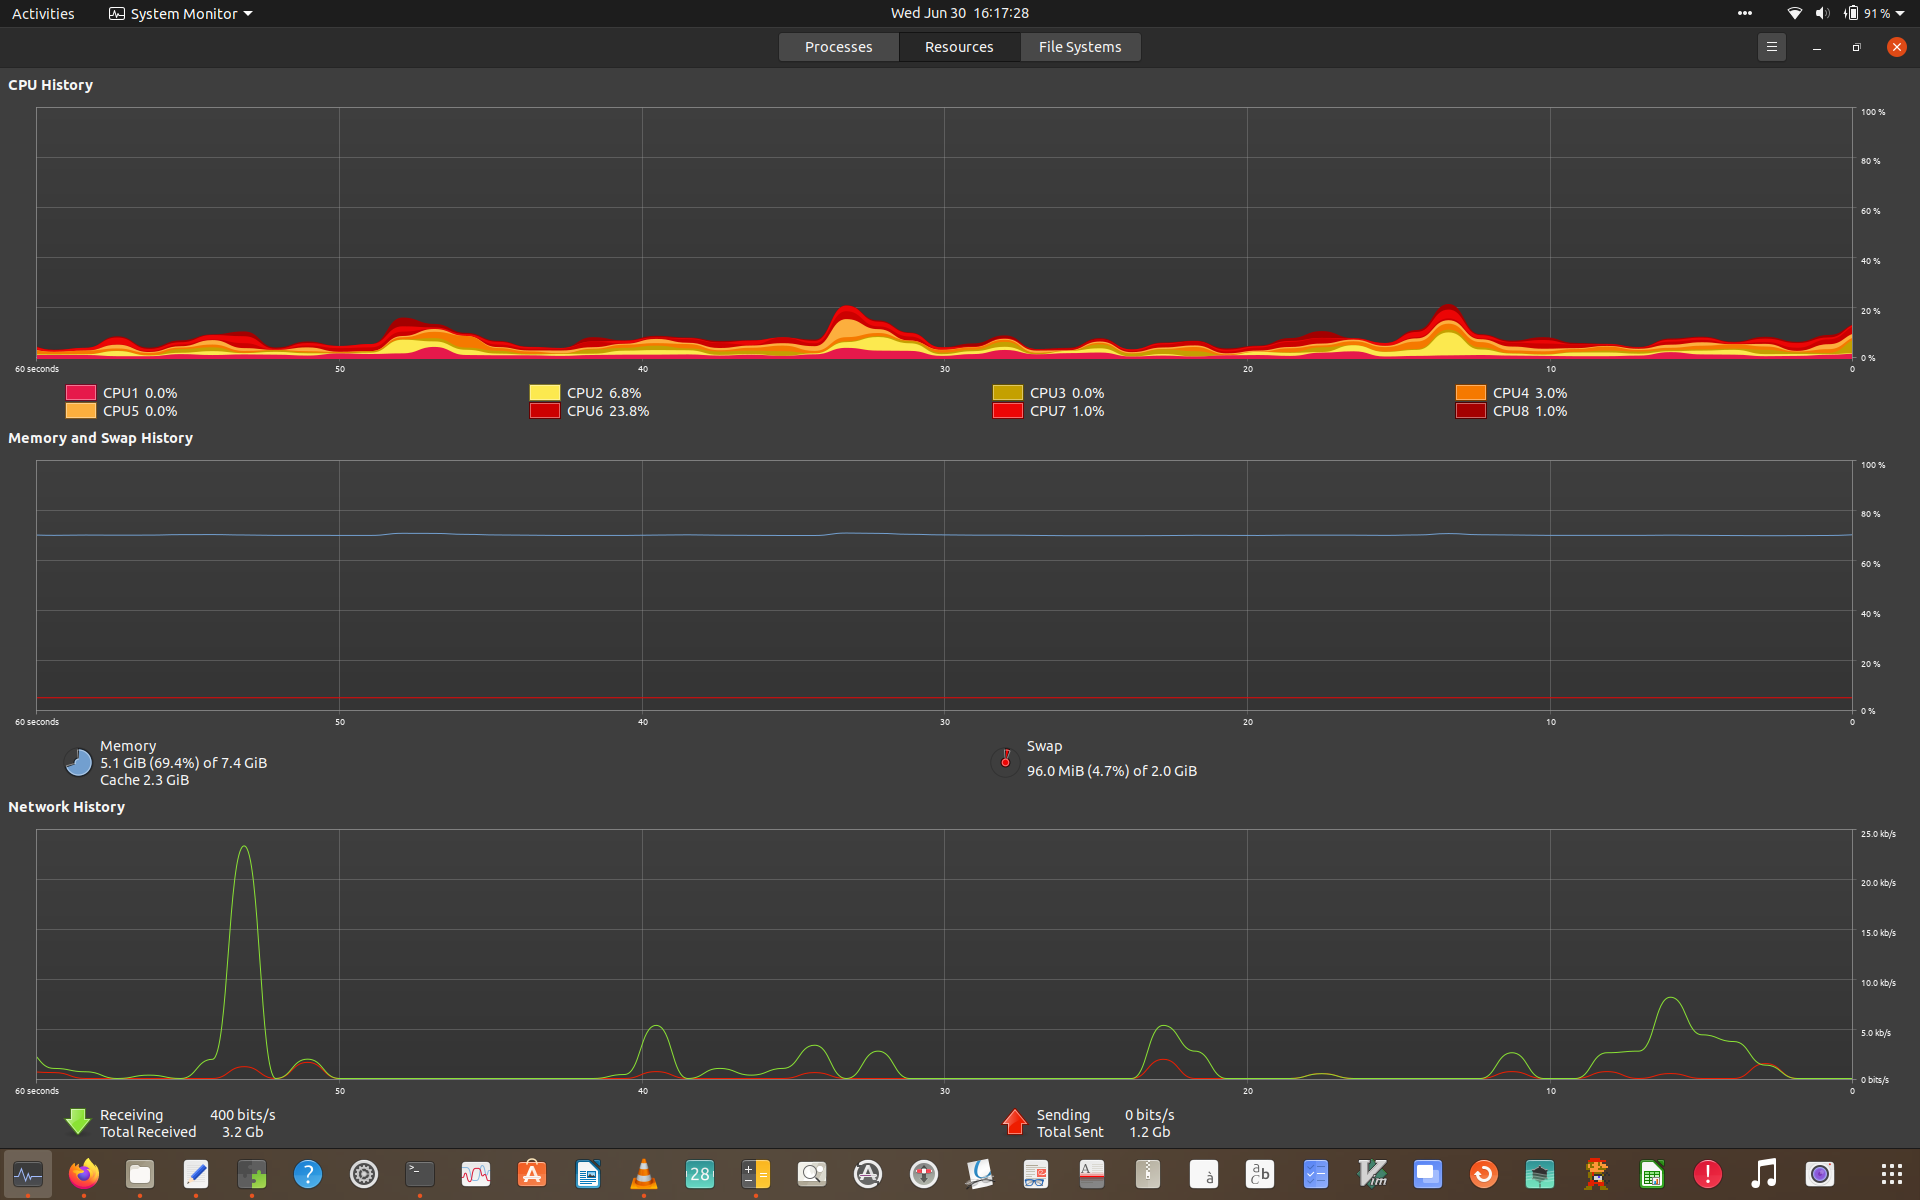 Activities System Monitor Wed Jun 30 16:17:28 91 %
Processes Resources File Systems
CPU History
100 %
80 %
60 %
40 %
20 %
0 %
60 seconds 50 40 30 20 10 0
CPU1 0.0% CPU2 6.8% CPU3 0.0% CPU4 3.0%
CPU5 0.0% CPU6 23.8% CPU7 1.0% CPU8 1.0%
Memory and Swap History
100 %
80 %
60 %
40 %
20 %
0 %
60 seconds 50 40 30 20 10 0
Memory Swap
5.1 GiB (69.4%) of 7.4 GiB 96.0 MiB (4.7%) of 2.0 GiB
Cache 2.3 GiB
Network History
25.0 kb/s
20.0 kb/s
15.0 kb/s
10.0 kb/s
5.0 kb/s
0 bits/s
60 seconds 50 40 30 20 10 0
Receiving 400 bits/s Sending 0 bits/s
Total Received 3.2 Gb Total Sent 1.2 Gb
? >_ A 28 A A à a b c Vim !